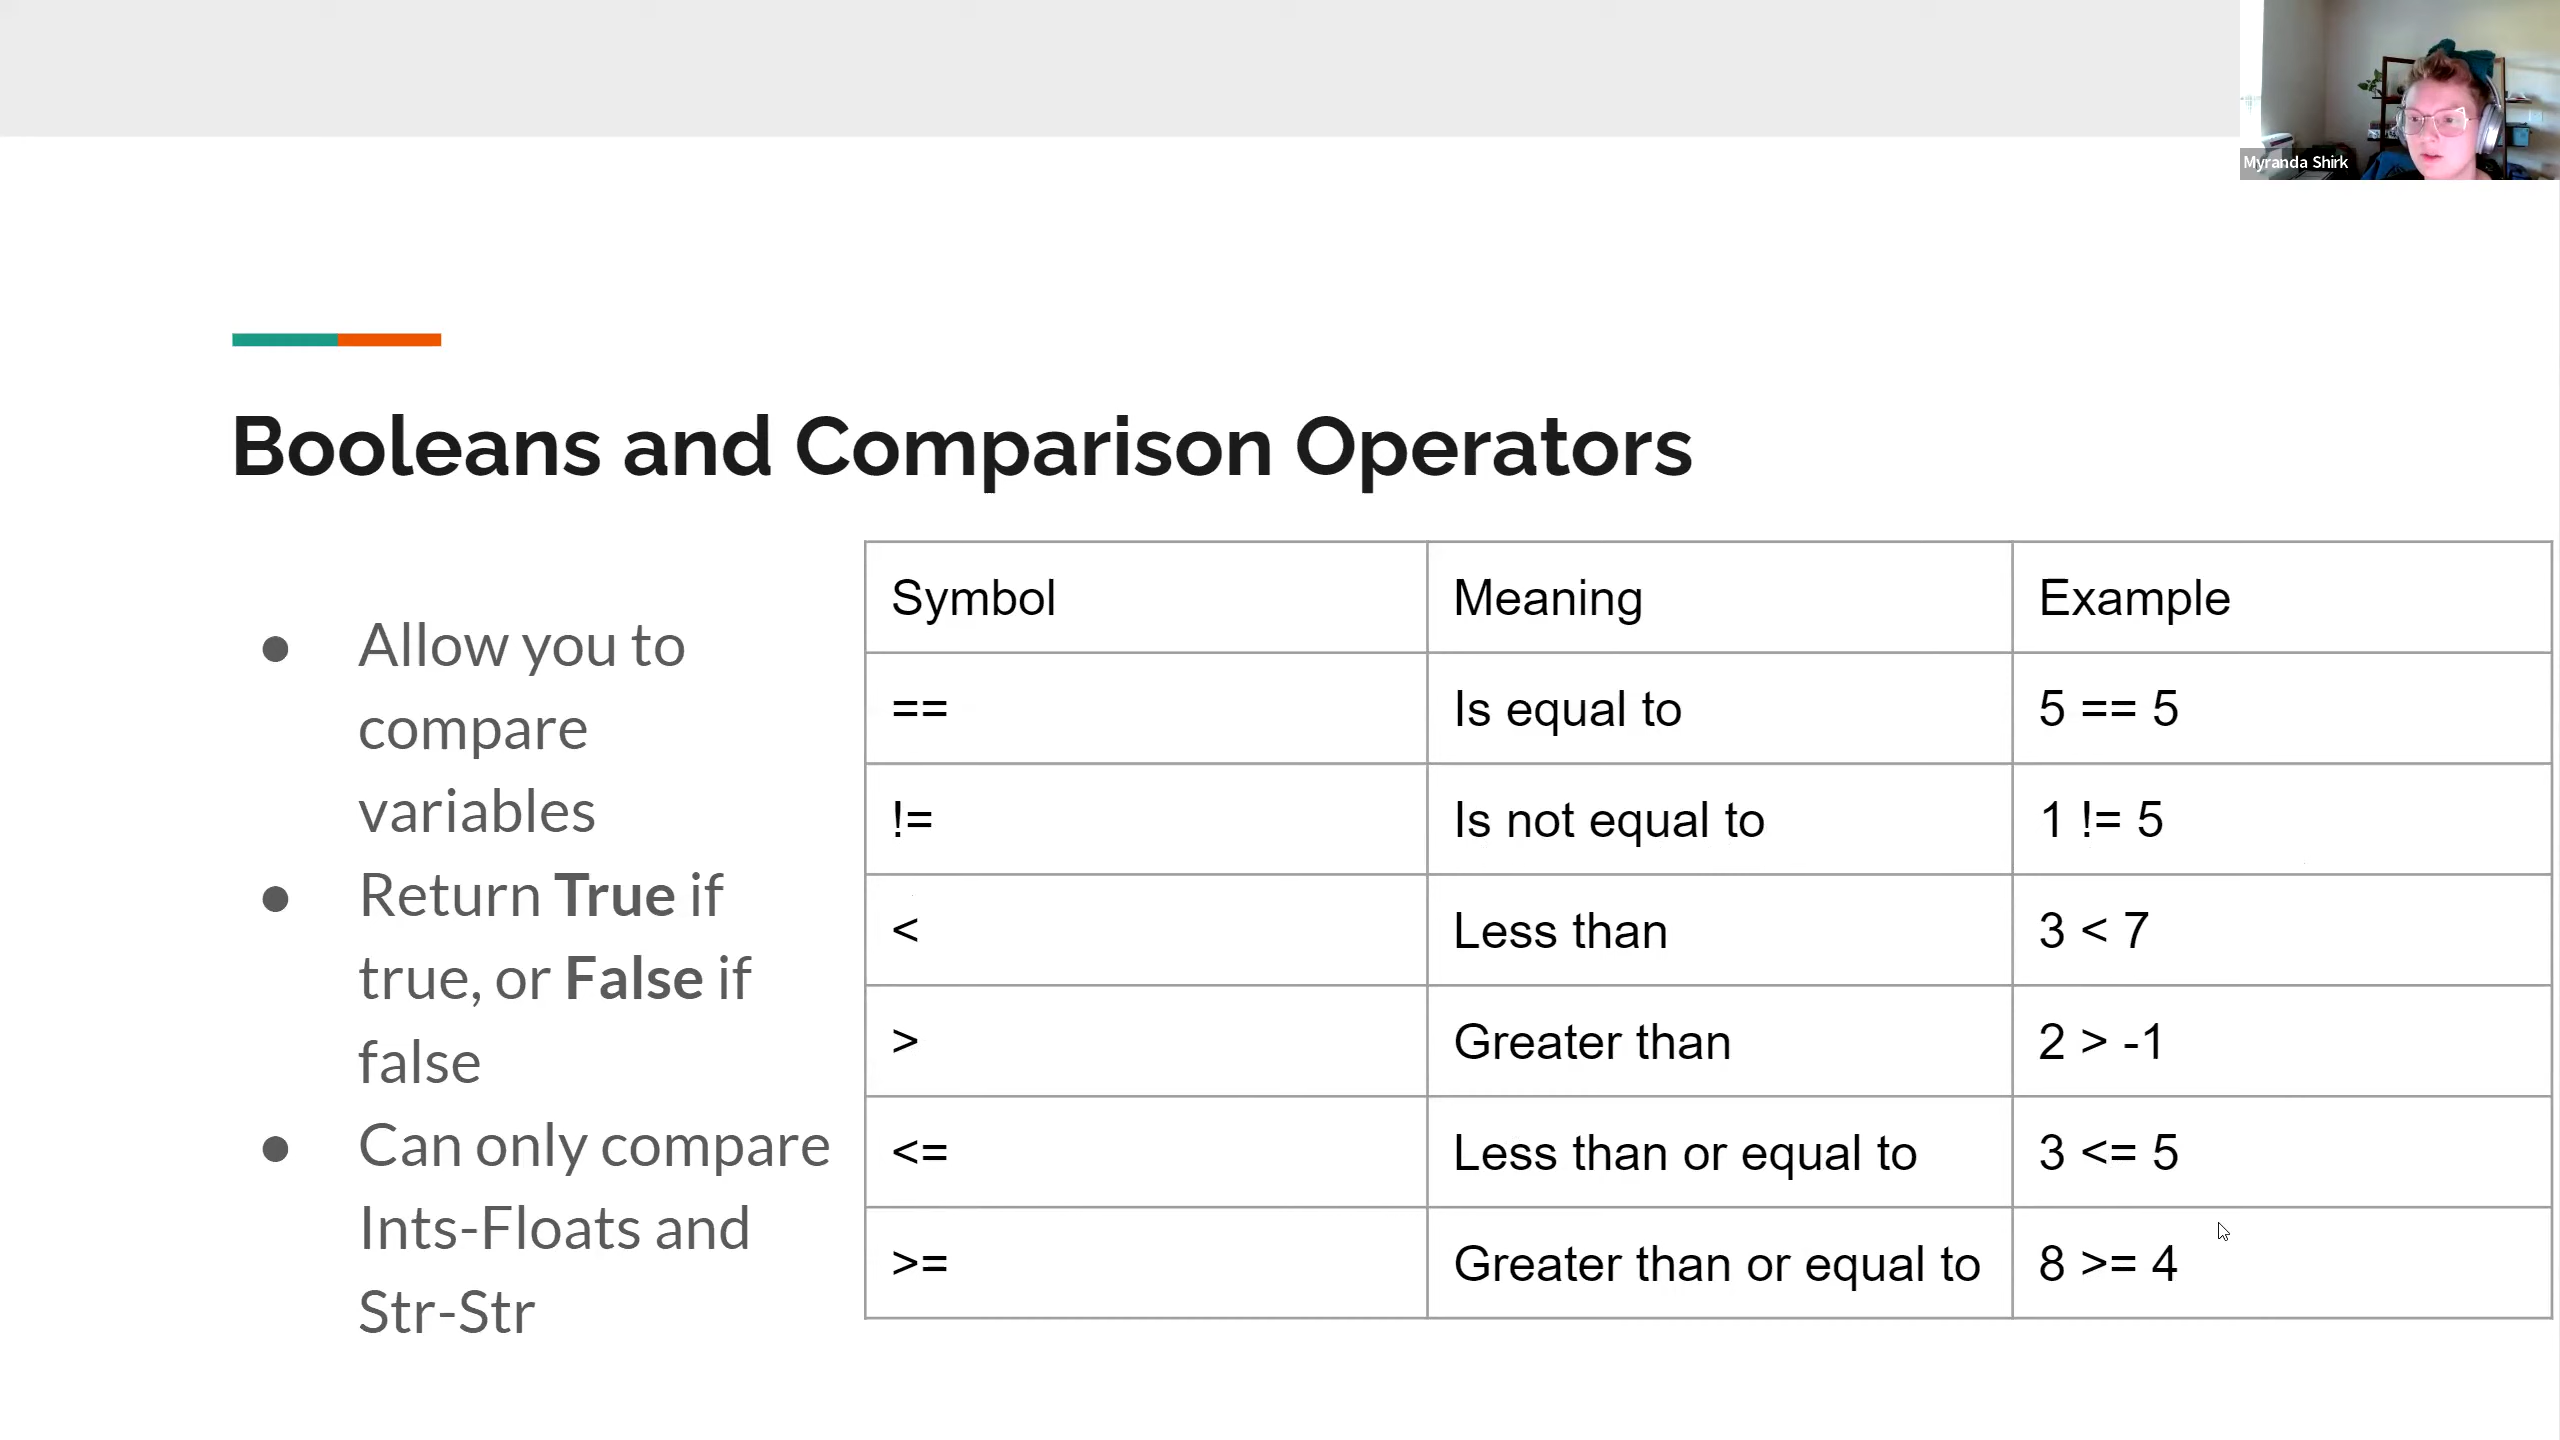 Myranda Shirk
Booleans and Comparison Operators
● Allow you to
compare
variables
● Return True if
true, or False if
false
● Can only compare
Ints-Floats and
Str-Str
Symbol Meaning Example
== Is equal to 5 == 5
!= Is not equal to 1 != 5
< Less than 3 < 7
> Greater than 2 > -1
<= Less than or equal to 3 <= 5
>= Greater than or equal to 8 >= 4